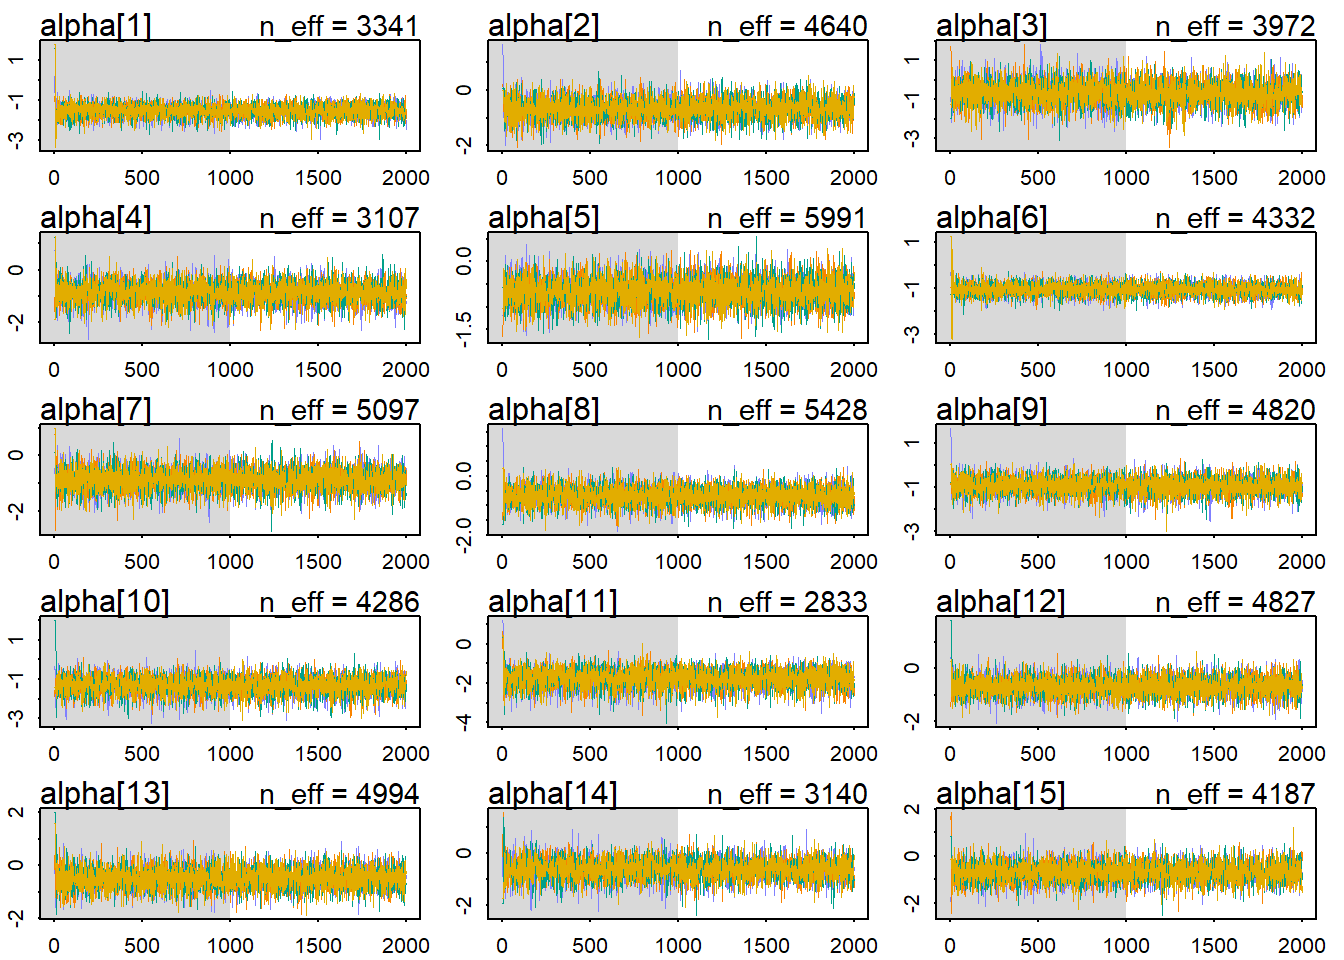 alpha[1] n_eff = 3341 alpha[2] n_eff = 4640 alpha[3] n_eff = 3972
1 0 1
-1 -2 -1
-3 -3
0 500 1000 1500 2000 0 500 1000 1500 2000 0 500 1000 1500 2000
alpha[4] n_eff = 3107 alpha[5] n_eff = 5991 alpha[6] n_eff = 4332
0 0.0 1
-2 -1.5 -1
-3
0 500 1000 1500 2000 0 500 1000 1500 2000 0 500 1000 1500 2000
alpha[7] n_eff = 5097 alpha[8] n_eff = 5428 alpha[9] n_eff = 4820
0 0.0 1
-2 -2.0 -1
-3
0 500 1000 1500 2000 0 500 1000 1500 2000 0 500 1000 1500 2000
alpha[10] n_eff = 4286 alpha[11] n_eff = 2833 alpha[12] n_eff = 4827
1 0 0
-1 -2 -2
-3 -4
0 500 1000 1500 2000 0 500 1000 1500 2000 0 500 1000 1500 2000
alpha[13] n_eff = 4994 alpha[14] n_eff = 3140 alpha[15] n_eff = 4187
2 0 2
0 -2 0
-2 -2
0 500 1000 1500 2000 0 500 1000 1500 2000 0 500 1000 1500 2000